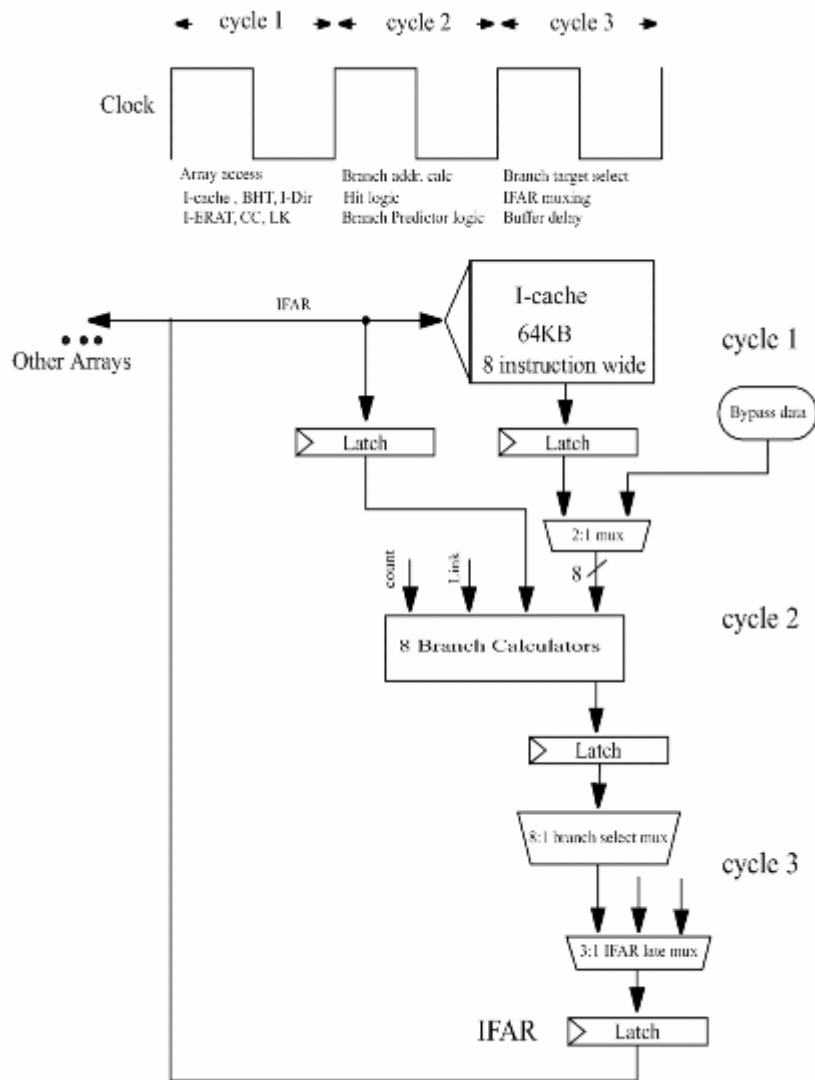 cycle 1 cycle 2 cycle 3
Clock
Array access
I-cache , BHT, I-Dir
I-ERAT, CC, LK
Branch addr. calc
Hit logic
Branch Predictor logic
Branch target select
IFAR muxing
Buffer delay
IFAR
Other Arrays
I-cache
64KB
8 instruction wide
cycle 1
Bypass data
Latch
Latch
2:1 mux
8
count
Link
8 Branch Calculators
cycle 2
Latch
8:1 branch select mux
cycle 3
3:1 IFAR late mux
IFAR
Latch